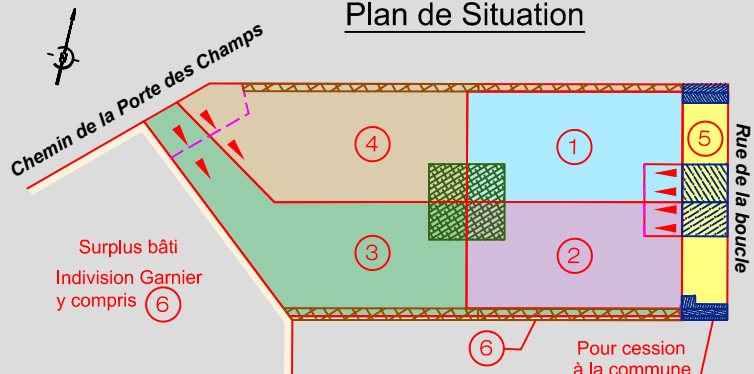 Plan de Situation
Chemin de la Porte des Champs
4
1
5
Rue de la boucle
3
2
Surplus bâti
Indivision Garnier
y compris 6
6
Pour cession
à la commune